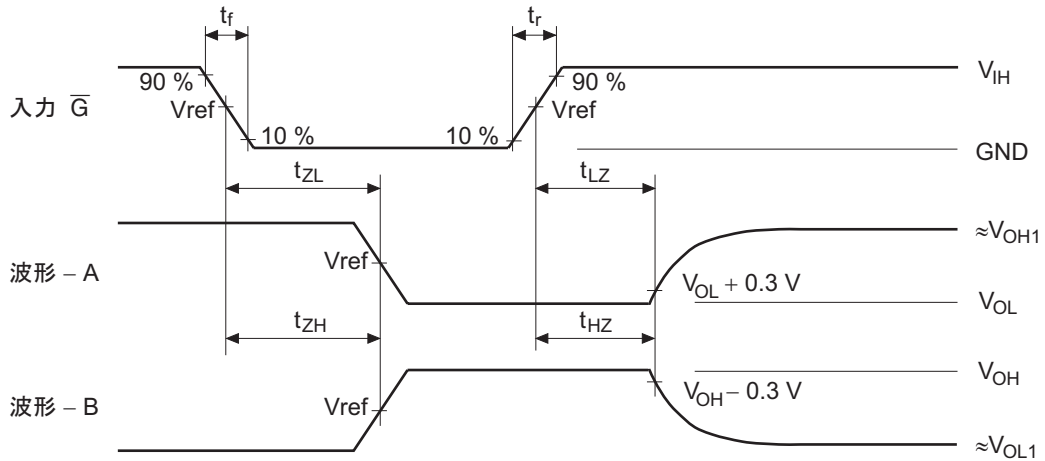 tf
tr
90 %
90 %
VIH
入力 G
Vref
Vref
10 %
10 %
GND
tZL
tLZ
≈VOH1
波形 – A
Vref
VOL + 0.3 V
VOL
tZH
tHZ
VOH
VOH – 0.3 V
波形 – B
Vref
≈VOL1